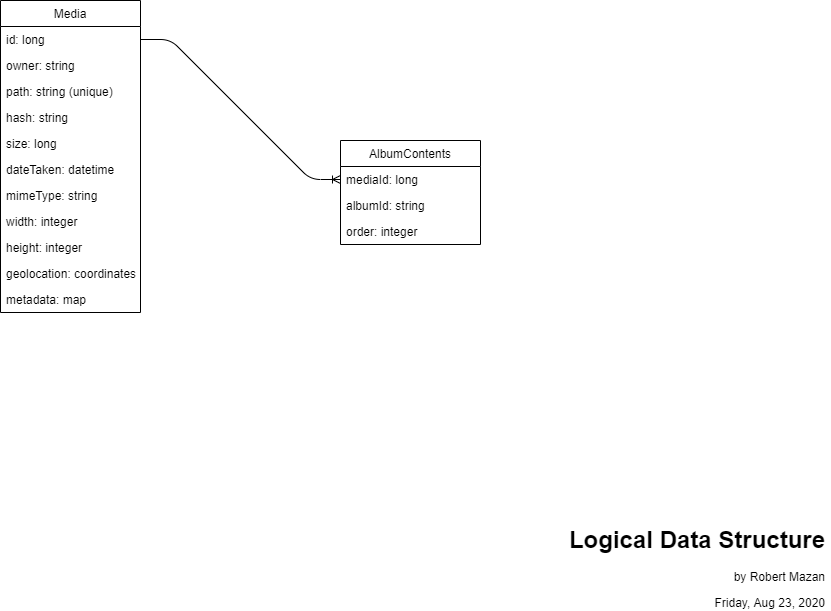 Media
id: long
owner: string
path: string (unique)
hash: string
size: long
dateTaken: datetime
mimeType: string
width: integer
height: integer
geolocation: coordinates
metadata: map
AlbumContents
mediaId: long
albumId: string
order: integer
Logical Data Structure
by Robert Mazan
Friday, Aug 23, 2020